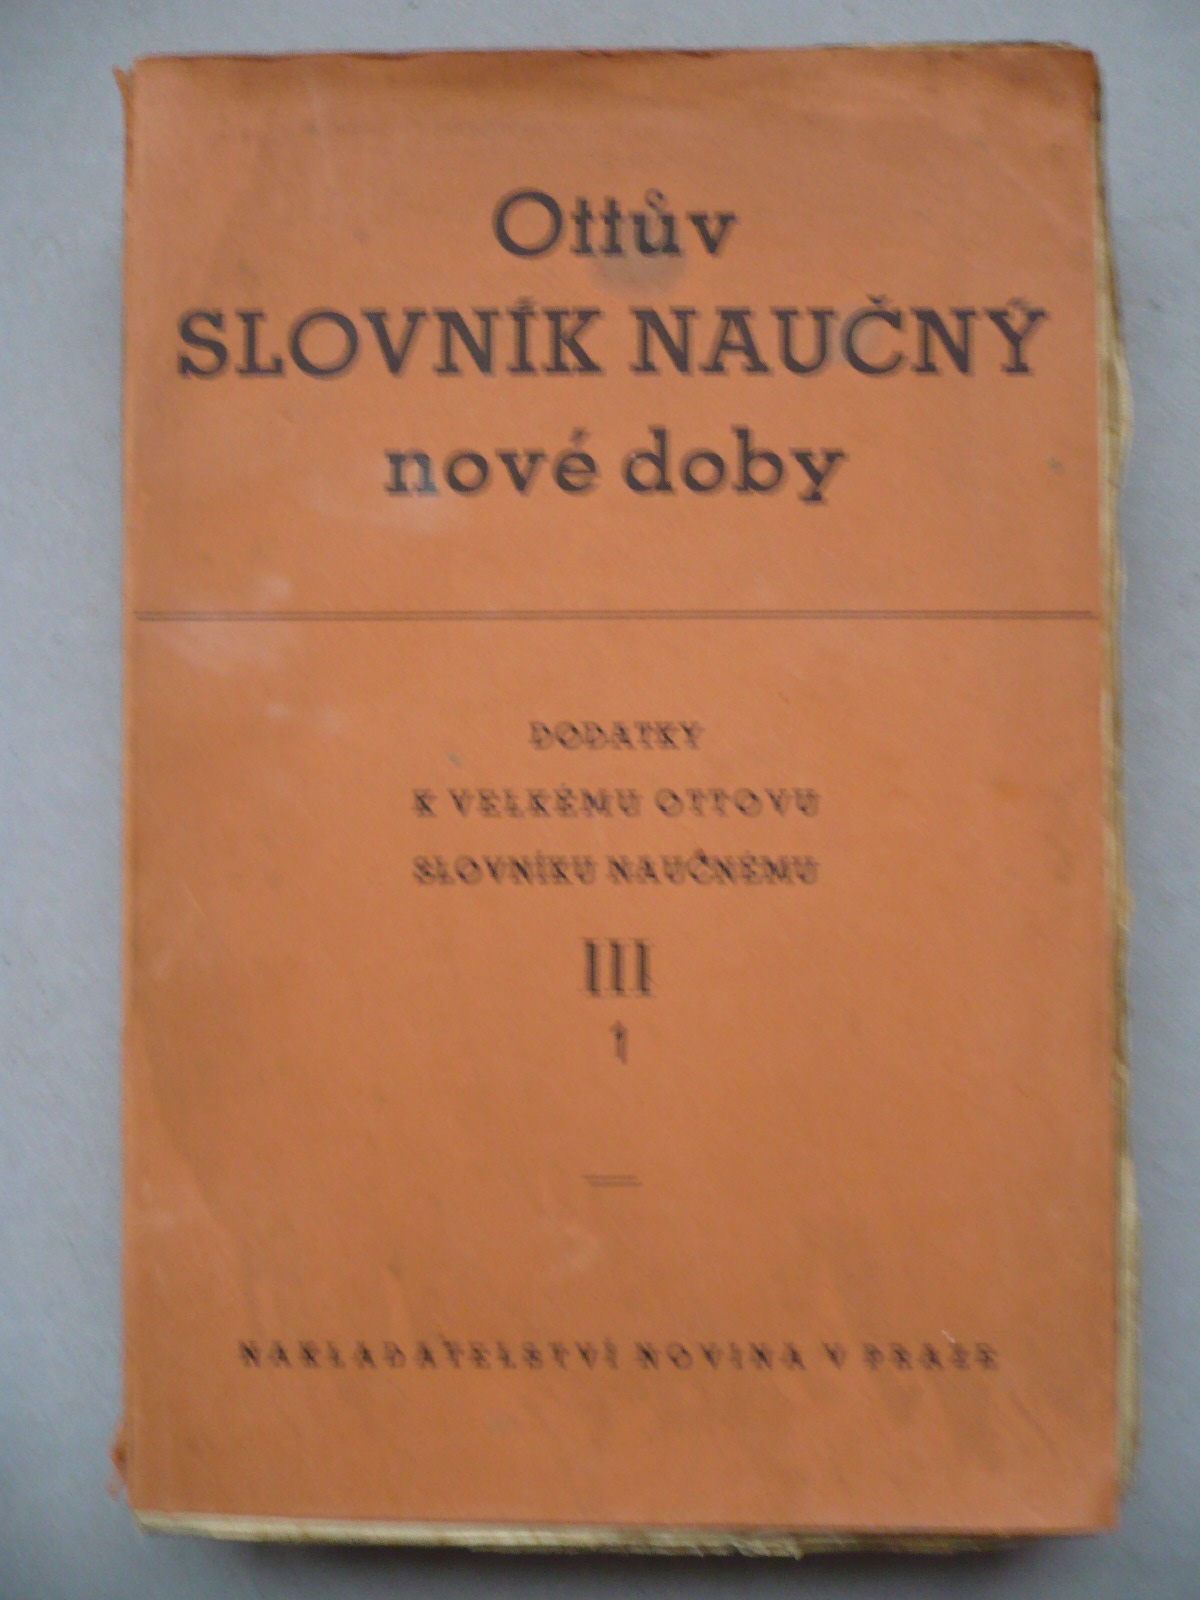 Ottův
SLOVNÍK NAUČNÝ
nové doby
DODATKY
K VELKÉMU OTTOVU
SLOVNÍKU NAUČNÉMU
III
1
NAKLADATELSTVÍ NOVINA V PRAZE